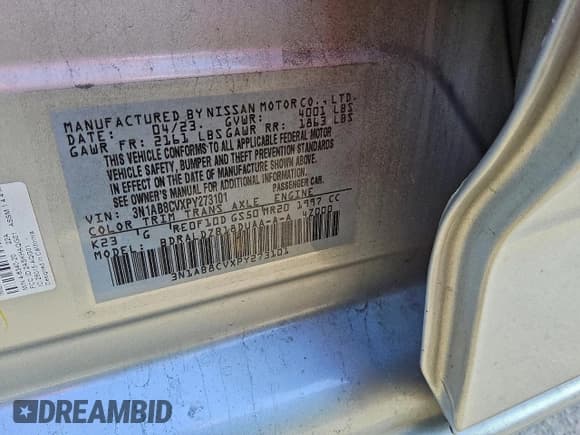 MANUFACTURED BY NISSAN MOTOR CO., LTD.
DATE: 04/23. GVWR: 4001 LBS
GAWR FR: 2161 LBS GAWR RR: 1863 LBS
THIS VEHICLE CONFORMS TO ALL APPLICABLE FEDERAL MOTOR
VEHICLE SAFETY, BUMPER AND THEFT PREVENTION STANDARDS
IN EFFECT ON THE DATE OF MANUFACTURE SHOWN ABOVE.
SEE OWNER'S MANUAL FOR ADDITIONAL INFORMATION.
PASSENGER CAR
VIN: 3N1AB8CVXPY273101
COLOR TRIM TRANS AXLE ENGINE
K23 G RE0F10D GS50 MR20 1997 CC
BDRALDZB18DUAA-A-A 47000
3N1AB8CVXPY273101
DREAMBID